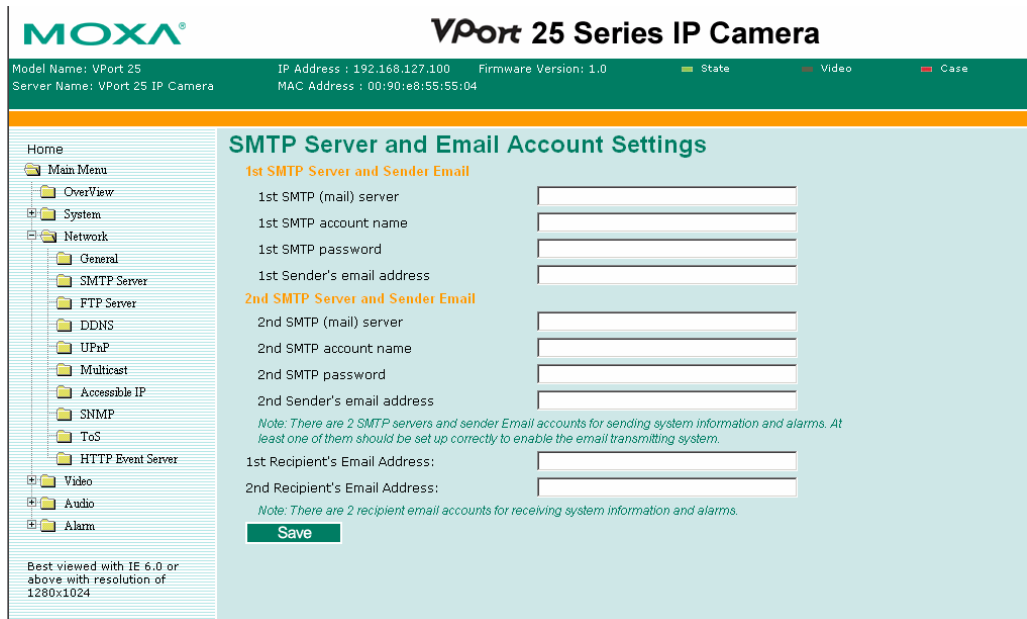 MOXA®
VPort 25 Series IP Camera
Model Name: VPort 25
IP Address : 192.168.127.100
Firmware Version: 1.0
State
Video
Case
Server Name: VPort 25 IP Camera
MAC Address : 00:90:e8:55:55:04
Home
Main Menu
OverView
System
Network
General
SMTP Server
FTP Server
DDNS
UPnP
Multicast
Accessible IP
SNMP
ToS
HTTP Event Server
Video
Audio
Alarm
Best viewed with IE 6.0 or
above with resolution of
1280x1024
SMTP Server and Email Account Settings
1st SMTP Server and Sender Email
1st SMTP (mail) server
1st SMTP account name
1st SMTP password
1st Sender's email address
2nd SMTP Server and Sender Email
2nd SMTP (mail) server
2nd SMTP account name
2nd SMTP password
2nd Sender's email address
Note: There are 2 SMTP servers and sender Email accounts for sending system information and alarms. At
least one of them should be set up correctly to enable the email transmitting system.
1st Recipient's Email Address:
2nd Recipient's Email Address:
Note: There are 2 recipient email accounts for receiving system information and alarms.
Save